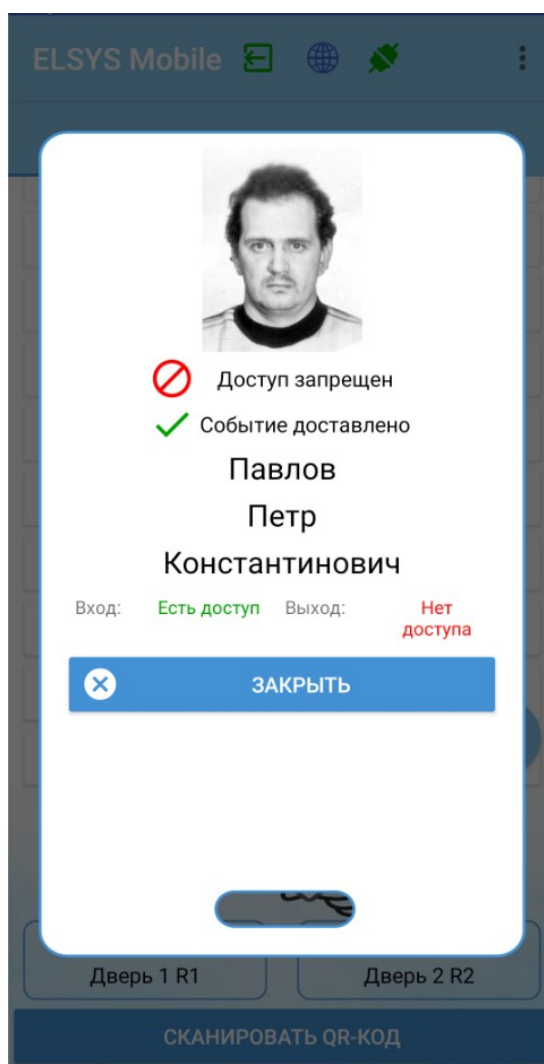 ELSYS Mobile
Доступ запрещен
Событие доставлено
Павлов
Петр
Константинович
Вход: Есть доступ Выход: Нет
доступа
ЗАКРЫТЬ
Дверь 1 R1 Дверь 2 R2
СКАНИРОВАТЬ QR-КОД